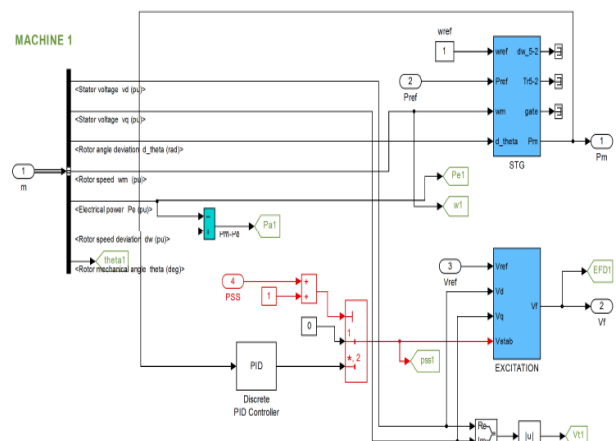 MACHINE 1
wref
1
wref
dw_5-2
2
Pref
Pref
Tr5-2
wm
gate
d_theta
Pm
STG
1
Pm
<Stator voltage vd (pu)>
<Stator voltage vq (pu)>
<Rotor angle deviation d_theta (rad)>
1
m
<Rotor speed wm (pu)>
<Electrical power Pe (pu)>
<Rotor speed deviation dw (pu)>
<Rotor mechanical angle theta (deg)>
theta1
Pm-Pe
Pa1
Pe1
w1
4
PSS
1
+
+
0
1
*, 2
PID
Discrete
PID Controller
pss1
3
Vref
Vref
Vd
Vq
Vstab
Vf
EXCITATION
EFD1
2
Vf
Re
Im
|u|
Vt1